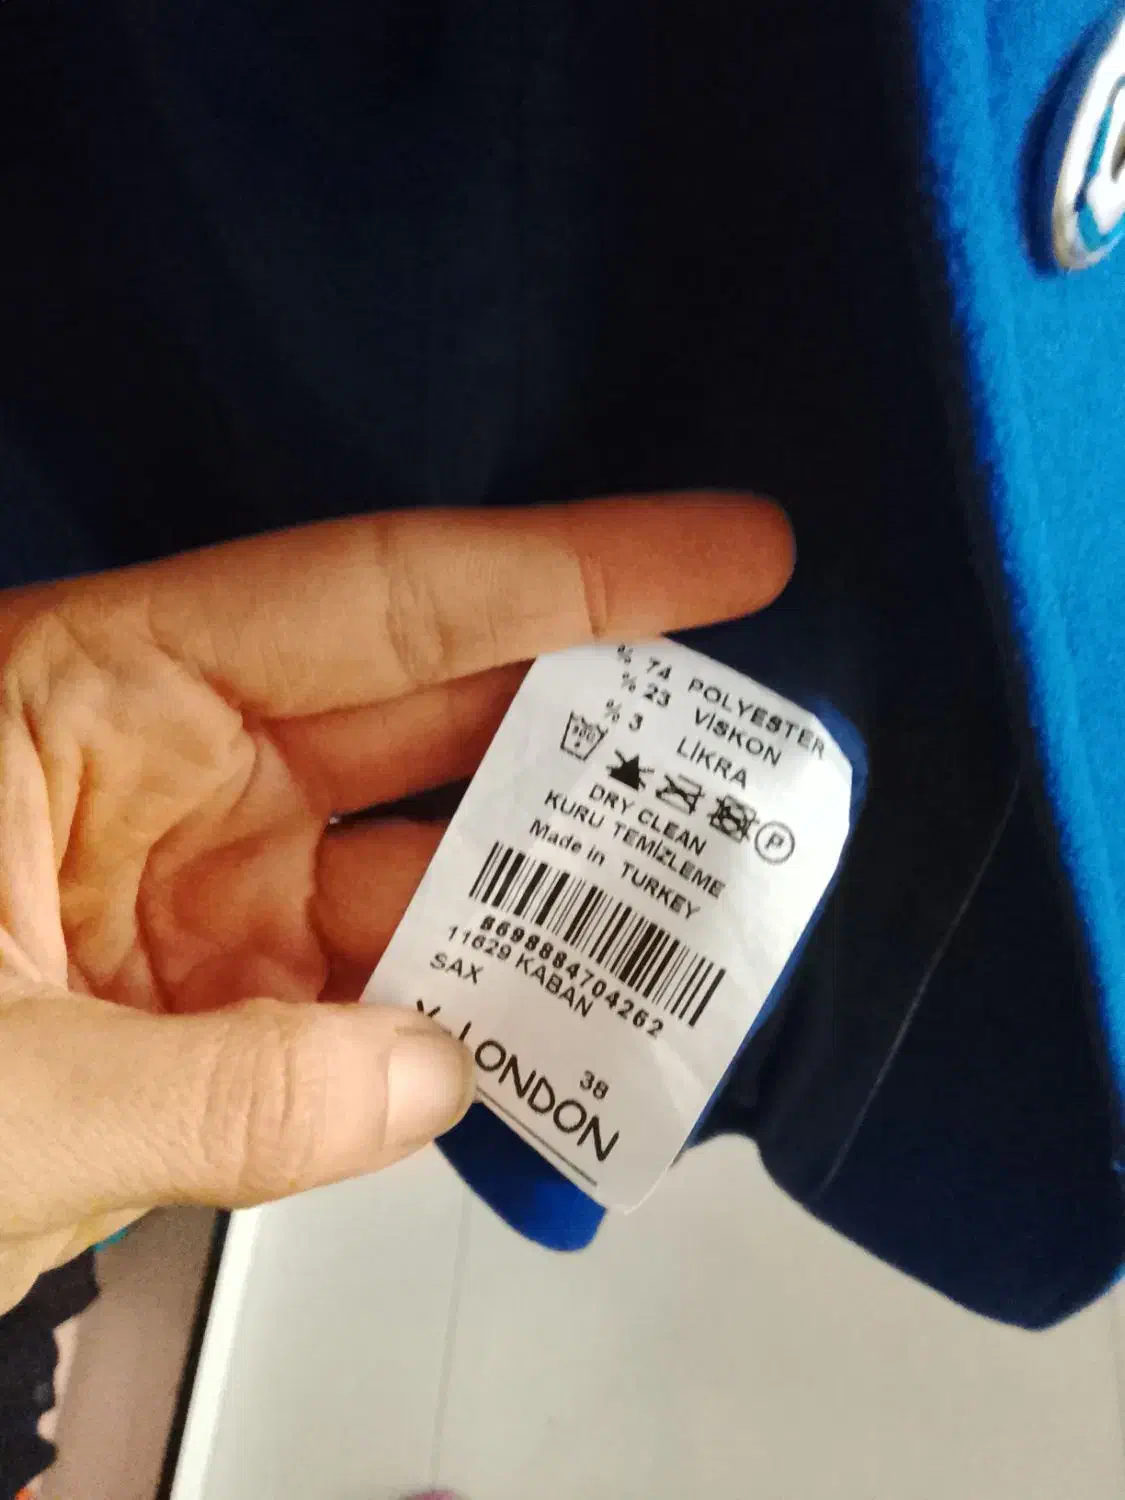 % 74 POLYESTER
% 23 VİSKON
% 3 LİKRA
P
DRY CLEAN
KURU TEMİZLEME
Made in TURKEY
8698884704262
11629 KABAN
SAX
38
LONDON